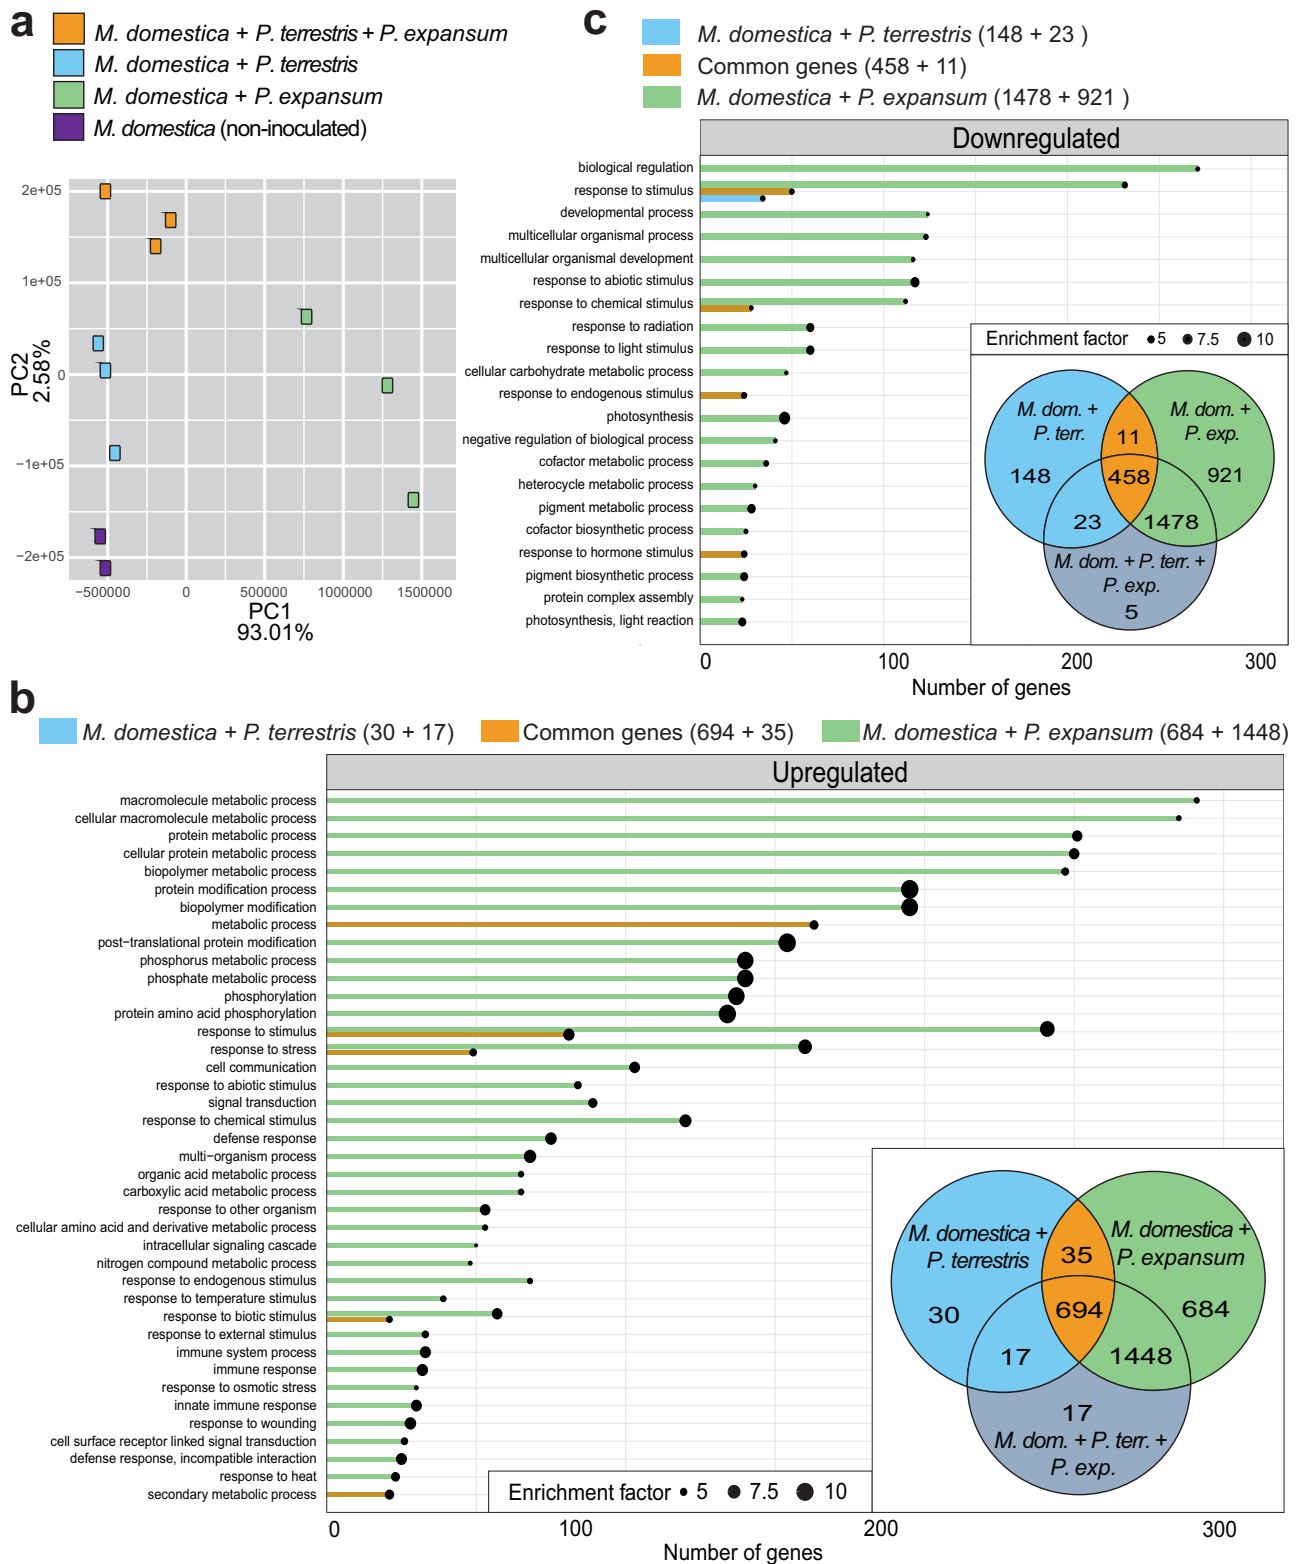 a
M. domestica + P. terrestris + P. expansum
M. domestica + P. terrestris
M. domestica + P. expansum
M. domestica (non-inoculated)
2e+05
1e+05
0
−1e+05
−2e+05
PC2
2.58%
−500000 0 500000 1000000 1500000
PC1
93.01%
c
M. domestica + P. terrestris (148 + 23 )
Common genes (458 + 11)
M. domestica + P. expansum (1478 + 921 )
Downregulated
biological regulation
response to stimulus
developmental process
multicellular organismal process
multicellular organismal development
response to abiotic stimulus
response to chemical stimulus
response to radiation
response to light stimulus
cellular carbohydrate metabolic process
response to endogenous stimulus
photosynthesis
negative regulation of biological process
cofactor metabolic process
heterocycle metabolic process
pigment metabolic process
cofactor biosynthetic process
response to hormone stimulus
pigment biosynthetic process
protein complex assembly
photosynthesis, light reaction
Enrichment factor 5 7.5 10
M. dom. +
P. terr.
M. dom. +
P. exp.
11
148
458
921
23
1478
M. dom. + P. terr. +
P. exp.
5
0 100 200 300
Number of genes
b
M. domestica + P. terrestris (30 + 17) Common genes (694 + 35) M. domestica + P. expansum (684 + 1448)
Upregulated
macromolecule metabolic process
cellular macromolecule metabolic process
protein metabolic process
cellular protein metabolic process
biopolymer metabolic process
protein modification process
biopolymer modification
metabolic process
post−translational protein modification
phosphorus metabolic process
phosphate metabolic process
phosphorylation
protein amino acid phosphorylation
response to stimulus
response to stress
cell communication
response to abiotic stimulus
signal transduction
response to chemical stimulus
defense response
multi−organism process
organic acid metabolic process
carboxylic acid metabolic process
response to other organism
cellular amino acid and derivative metabolic process
intracellular signaling cascade
nitrogen compound metabolic process
response to endogenous stimulus
response to temperature stimulus
response to biotic stimulus
response to external stimulus
immune system process
immune response
response to osmotic stress
innate immune response
response to wounding
cell surface receptor linked signal transduction
defense response, incompatible interaction
response to heat
secondary metabolic process
M. domestica +
P. terrestris
M. domestica +
P. expansum
35
30
694
684
17
1448
17
M. dom. + P. terr. +
P. exp.
Enrichment factor 5 7.5 10
0 100 200 300
Number of genes